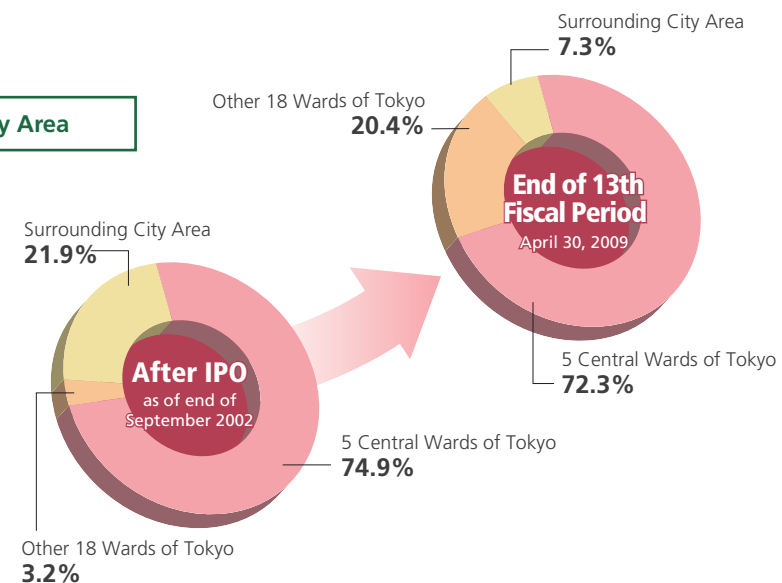 Surrounding City Area
7.3%
Other 18 Wards of Tokyo
20.4%
y Area
End of 13th
Fiscal Period
April 30, 2009
Surrounding City Area
21.9%
5 Central Wards of Tokyo
72.3%
After IPO
as of end of
September 2002
5 Central Wards of Tokyo
74.9%
Other 18 Wards of Tokyo
3.2%